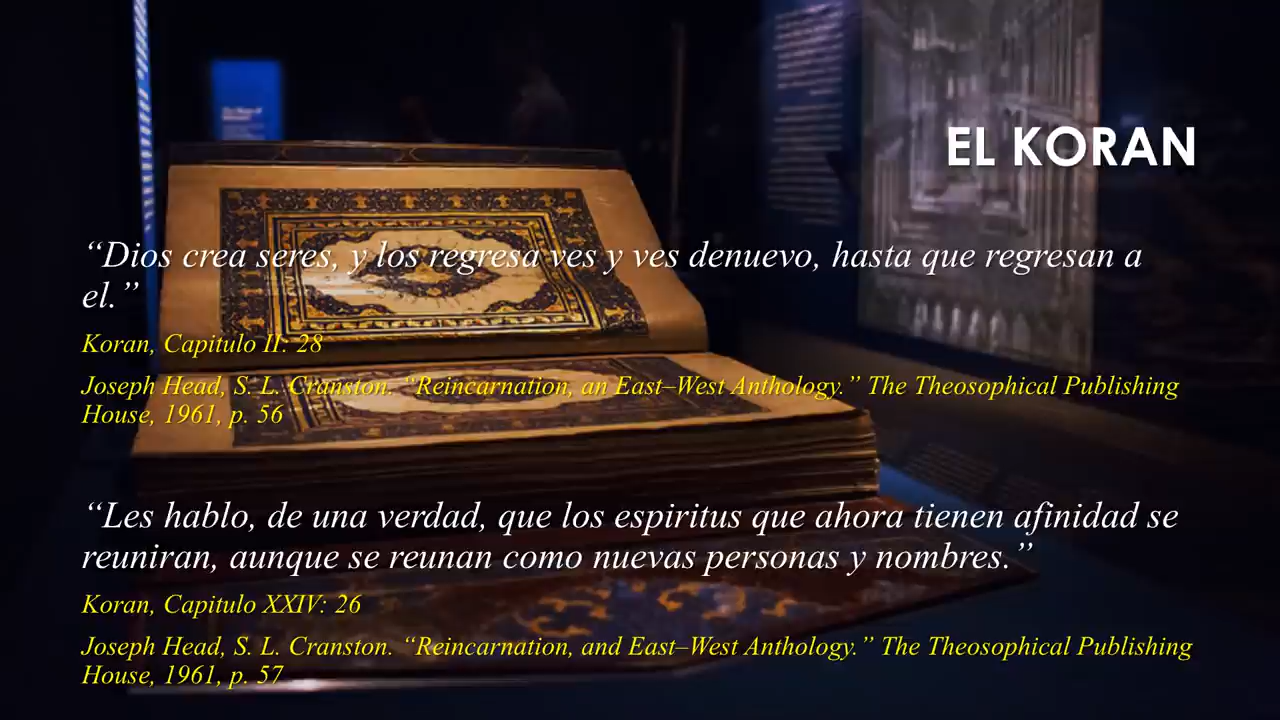 EL KORAN
“Dios crea seres, y los regresa ves y ves denuevo, hasta que regresan a
el.”
Koran, Capitulo II: 28
Joseph Head, S. L. Cranston. “Reincarnation, an East–West Anthology.” The Theosophical Publishing
House, 1961, p. 56
“Les hablo, de una verdad, que los espiritus que ahora tienen afinidad se
reuniran, aunque se reunan como nuevas personas y nombres.”
Koran, Capitulo XXIV: 26
Joseph Head, S. L. Cranston. “Reincarnation, and East–West Anthology.” The Theosophical Publishing
House, 1961, p. 57